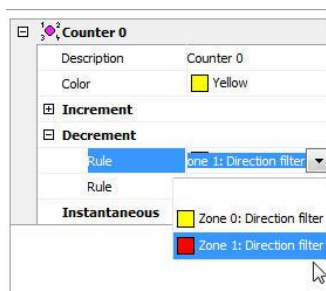 Counter 0
Description Counter 0
Color Yellow
Increment
Decrement
Rule one 1: Direction filter
Rule
Instantaneous
Zone 0: Direction filter
Zone 1: Direction filter